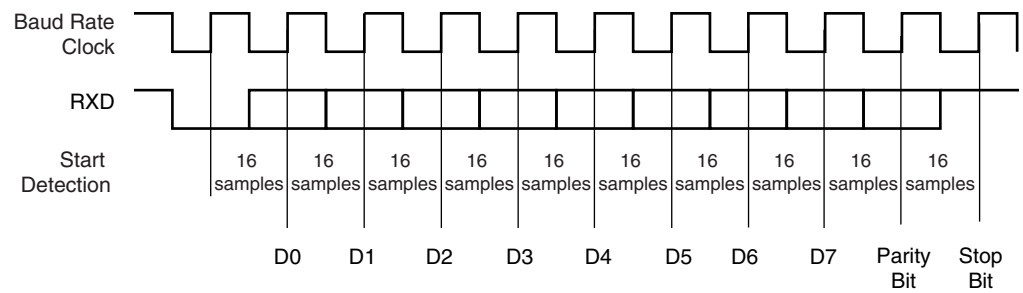 Baud Rate
Clock
RXD
Start
Detection
16 16 16 16 16 16 16 16 16 16
samples samples samples samples samples samples samples samples samples samples
D0 D1 D2 D3 D4 D5 D6 D7 Parity Stop
Bit Bit